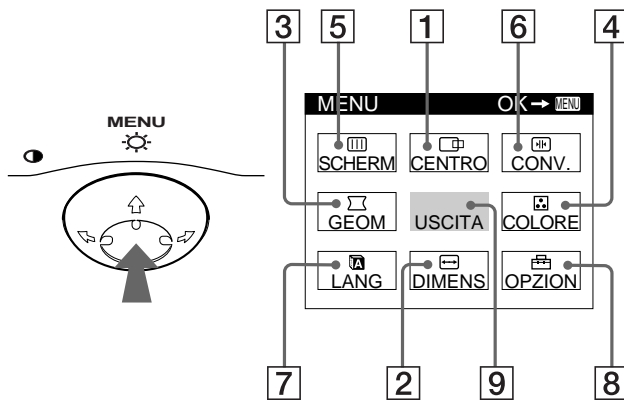 3 5 1 6 4
MENU
MENU OK → MENU
SCHERM CENTRO CONV.
GEOM USCITA COLORE
A
LANG DIMENS OPZION
7 2 9 8